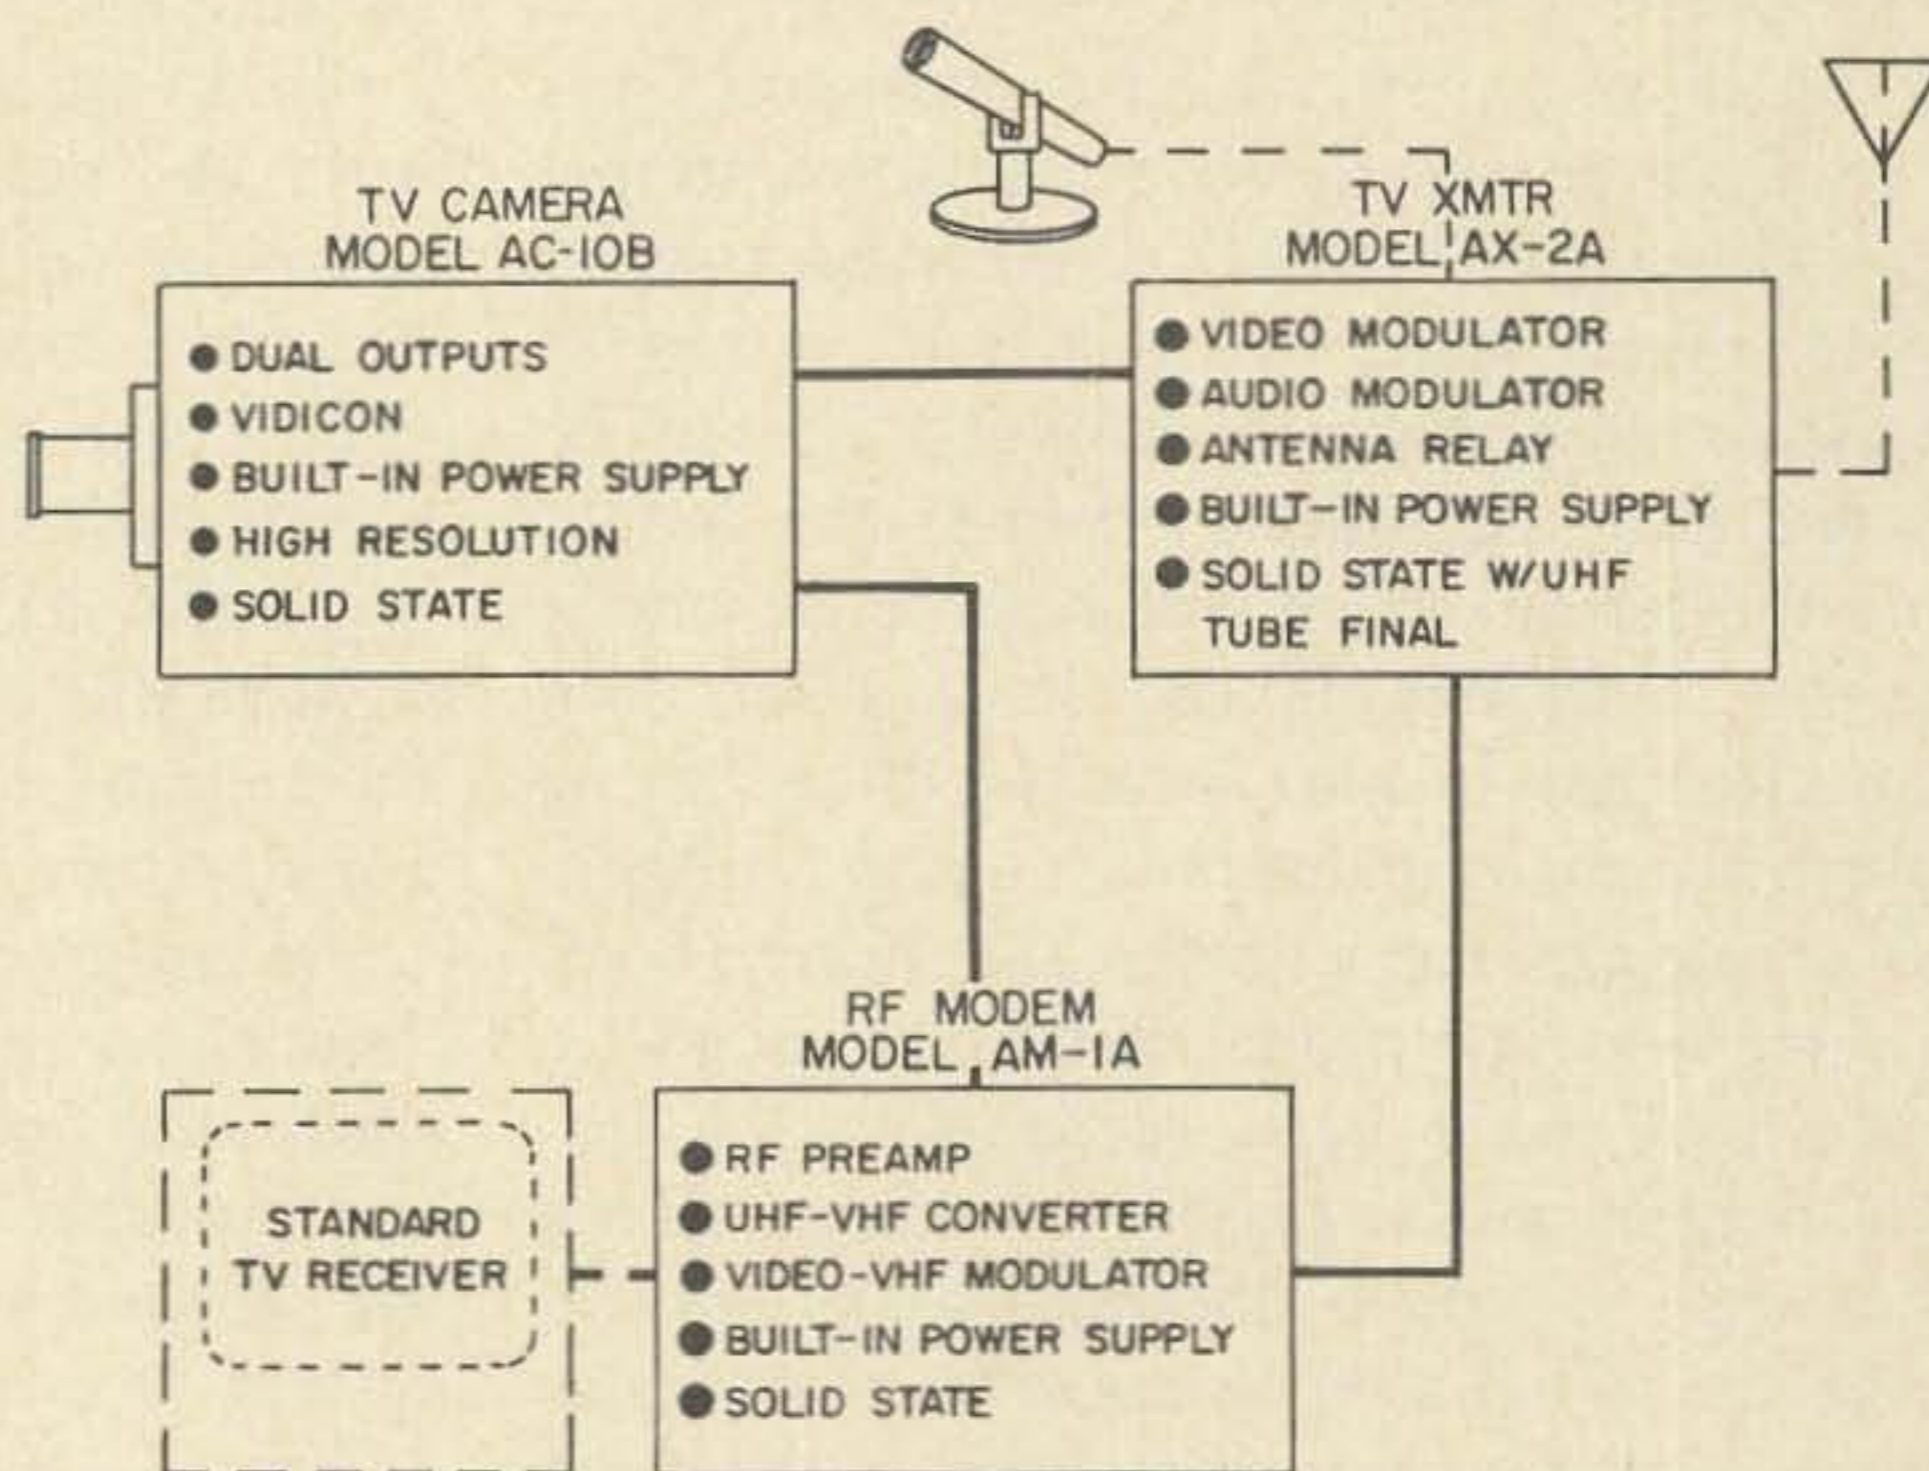 TV CAMERA
MODEL AC-10B
● DUAL OUTPUTS
● VIDICON
● BUILT-IN POWER SUPPLY
● HIGH RESOLUTION
● SOLID STATE
TV XMTR
MODEL AX-2A
● VIDEO MODULATOR
● AUDIO MODULATOR
● ANTENNA RELAY
● BUILT-IN POWER SUPPLY
● SOLID STATE W/UHF
TUBE FINAL
RF MODEM
MODEL AM-1A
● RF PREAMP
● UHF-VHF CONVERTER
● VIDEO-VHF MODULATOR
● BUILT-IN POWER SUPPLY
● SOLID STATE
STANDARD
TV RECEIVER